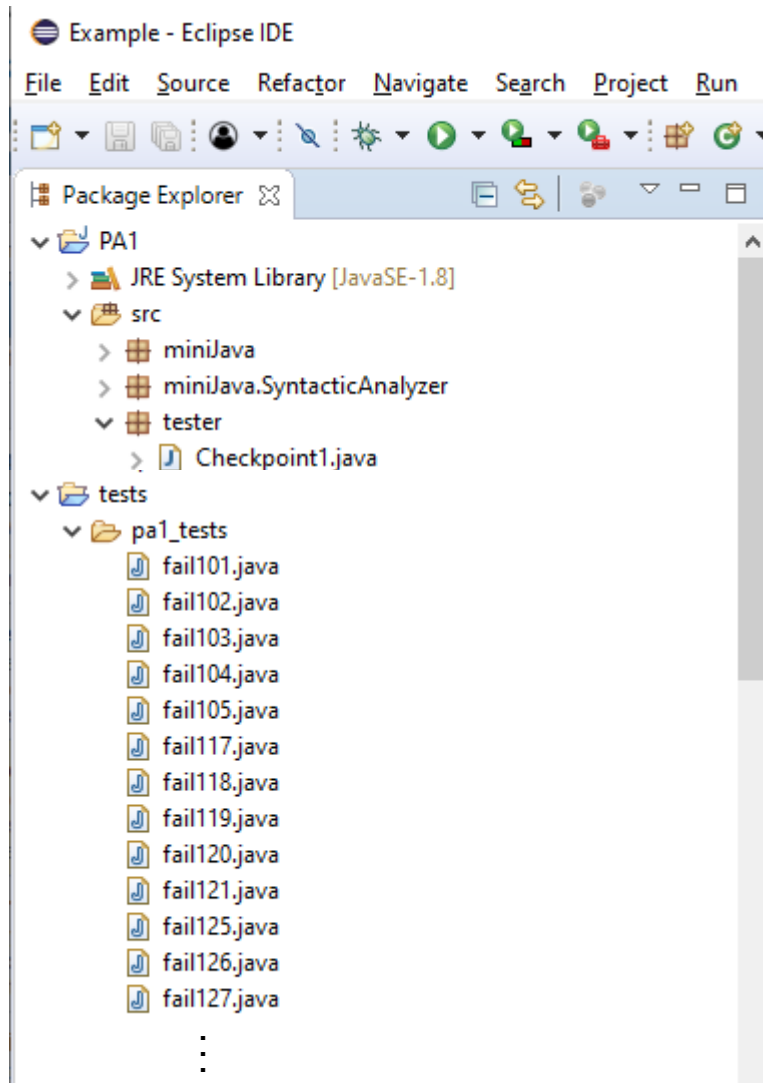 Example - Eclipse IDE
File Edit Source Refactor Navigate Search Project Run
Package Explorer
PA1
JRE System Library [JavaSE-1.8]
src
miniJava
miniJava.SyntacticAnalyzer
tester
Checkpoint1.java
tests
pa1_tests
fail101.java
fail102.java
fail103.java
fail104.java
fail105.java
fail117.java
fail118.java
fail119.java
fail120.java
fail121.java
fail125.java
fail126.java
fail127.java